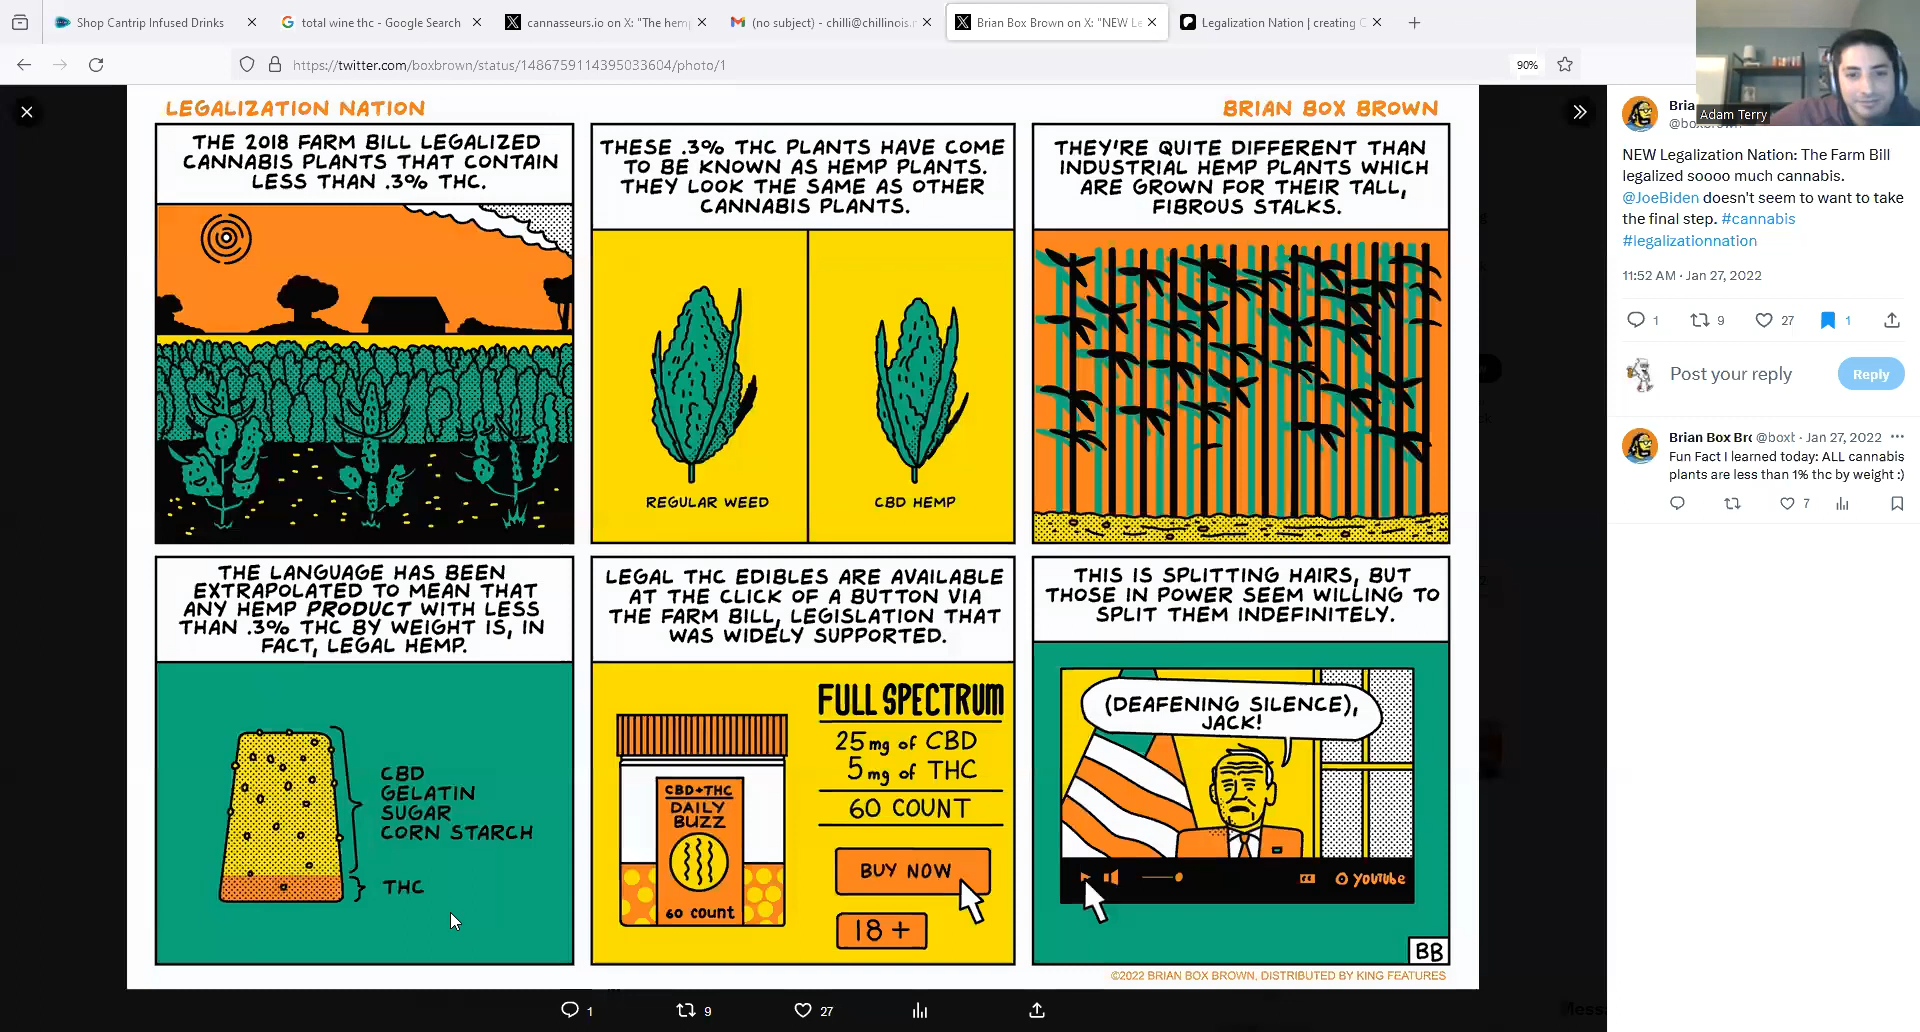 Shop Cantrip Infused Drinks
total wine thc - Google Search
cannasseurs.io on X: "The hem
(no subject) - chilli@chillinois.
Brian Box Brown on X: "NEW Le
Legalization Nation | creating
https://twitter.com/boxbrown/status/1486759114395033604/photo/1
90%
Adam Terry
LEGALIZATION NATION
BRIAN BOX BROWN
THE 2018 FARM BILL LEGALIZED
CANNABIS PLANTS THAT CONTAIN
LESS THAN .3% THC.
THESE .3% THC PLANTS HAVE COME
TO BE KNOWN AS HEMP PLANTS.
THEY LOOK THE SAME AS OTHER
CANNABIS PLANTS.
REGULAR WEED
CBD HEMP
THEY'RE QUITE DIFFERENT THAN
INDUSTRIAL HEMP PLANTS WHICH
ARE GROWN FOR THEIR TALL,
FIBROUS STALKS.
THE LANGUAGE HAS BEEN
EXTRAPOLATED TO MEAN THAT
ANY HEMP PRODUCT WITH LESS
THAN .3% THC BY WEIGHT IS, IN
FACT, LEGAL HEMP.
CBD
GELATIN
SUGAR
CORN STARCH
THC
LEGAL THC EDIBLES ARE AVAILABLE
AT THE CLICK OF A BUTTON VIA
THE FARM BILL, LEGISLATION THAT
WAS WIDELY SUPPORTED.
CBD+THC
DAILY
BUZZ
60 count
FULL SPECTRUM
25mg of CBD
5mg of THC
60 COUNT
BUY NOW
18+
THIS IS SPLITTING HAIRS, BUT
THOSE IN POWER SEEM WILLING TO
SPLIT THEM INDEFINITELY.
(DEAFENING SILENCE),
JACK!
CC
YOUTUBE
BB
©2022 BRIAN BOX BROWN, DISTRIBUTED BY KING FEATURES
1
9
27
Bria
NEW Legalization Nation: The Farm Bill
legalized soooo much cannabis.
@JoeBiden doesn't seem to want to take
the final step. #cannabis
#legalizationnation
11:52 AM · Jan 27, 2022
1
9
27
1
Post your reply
Reply
Brian Box Bro @boxt · Jan 27, 2022
Fun Fact I learned today: ALL cannabis
plants are less than 1% thc by weight :)
7